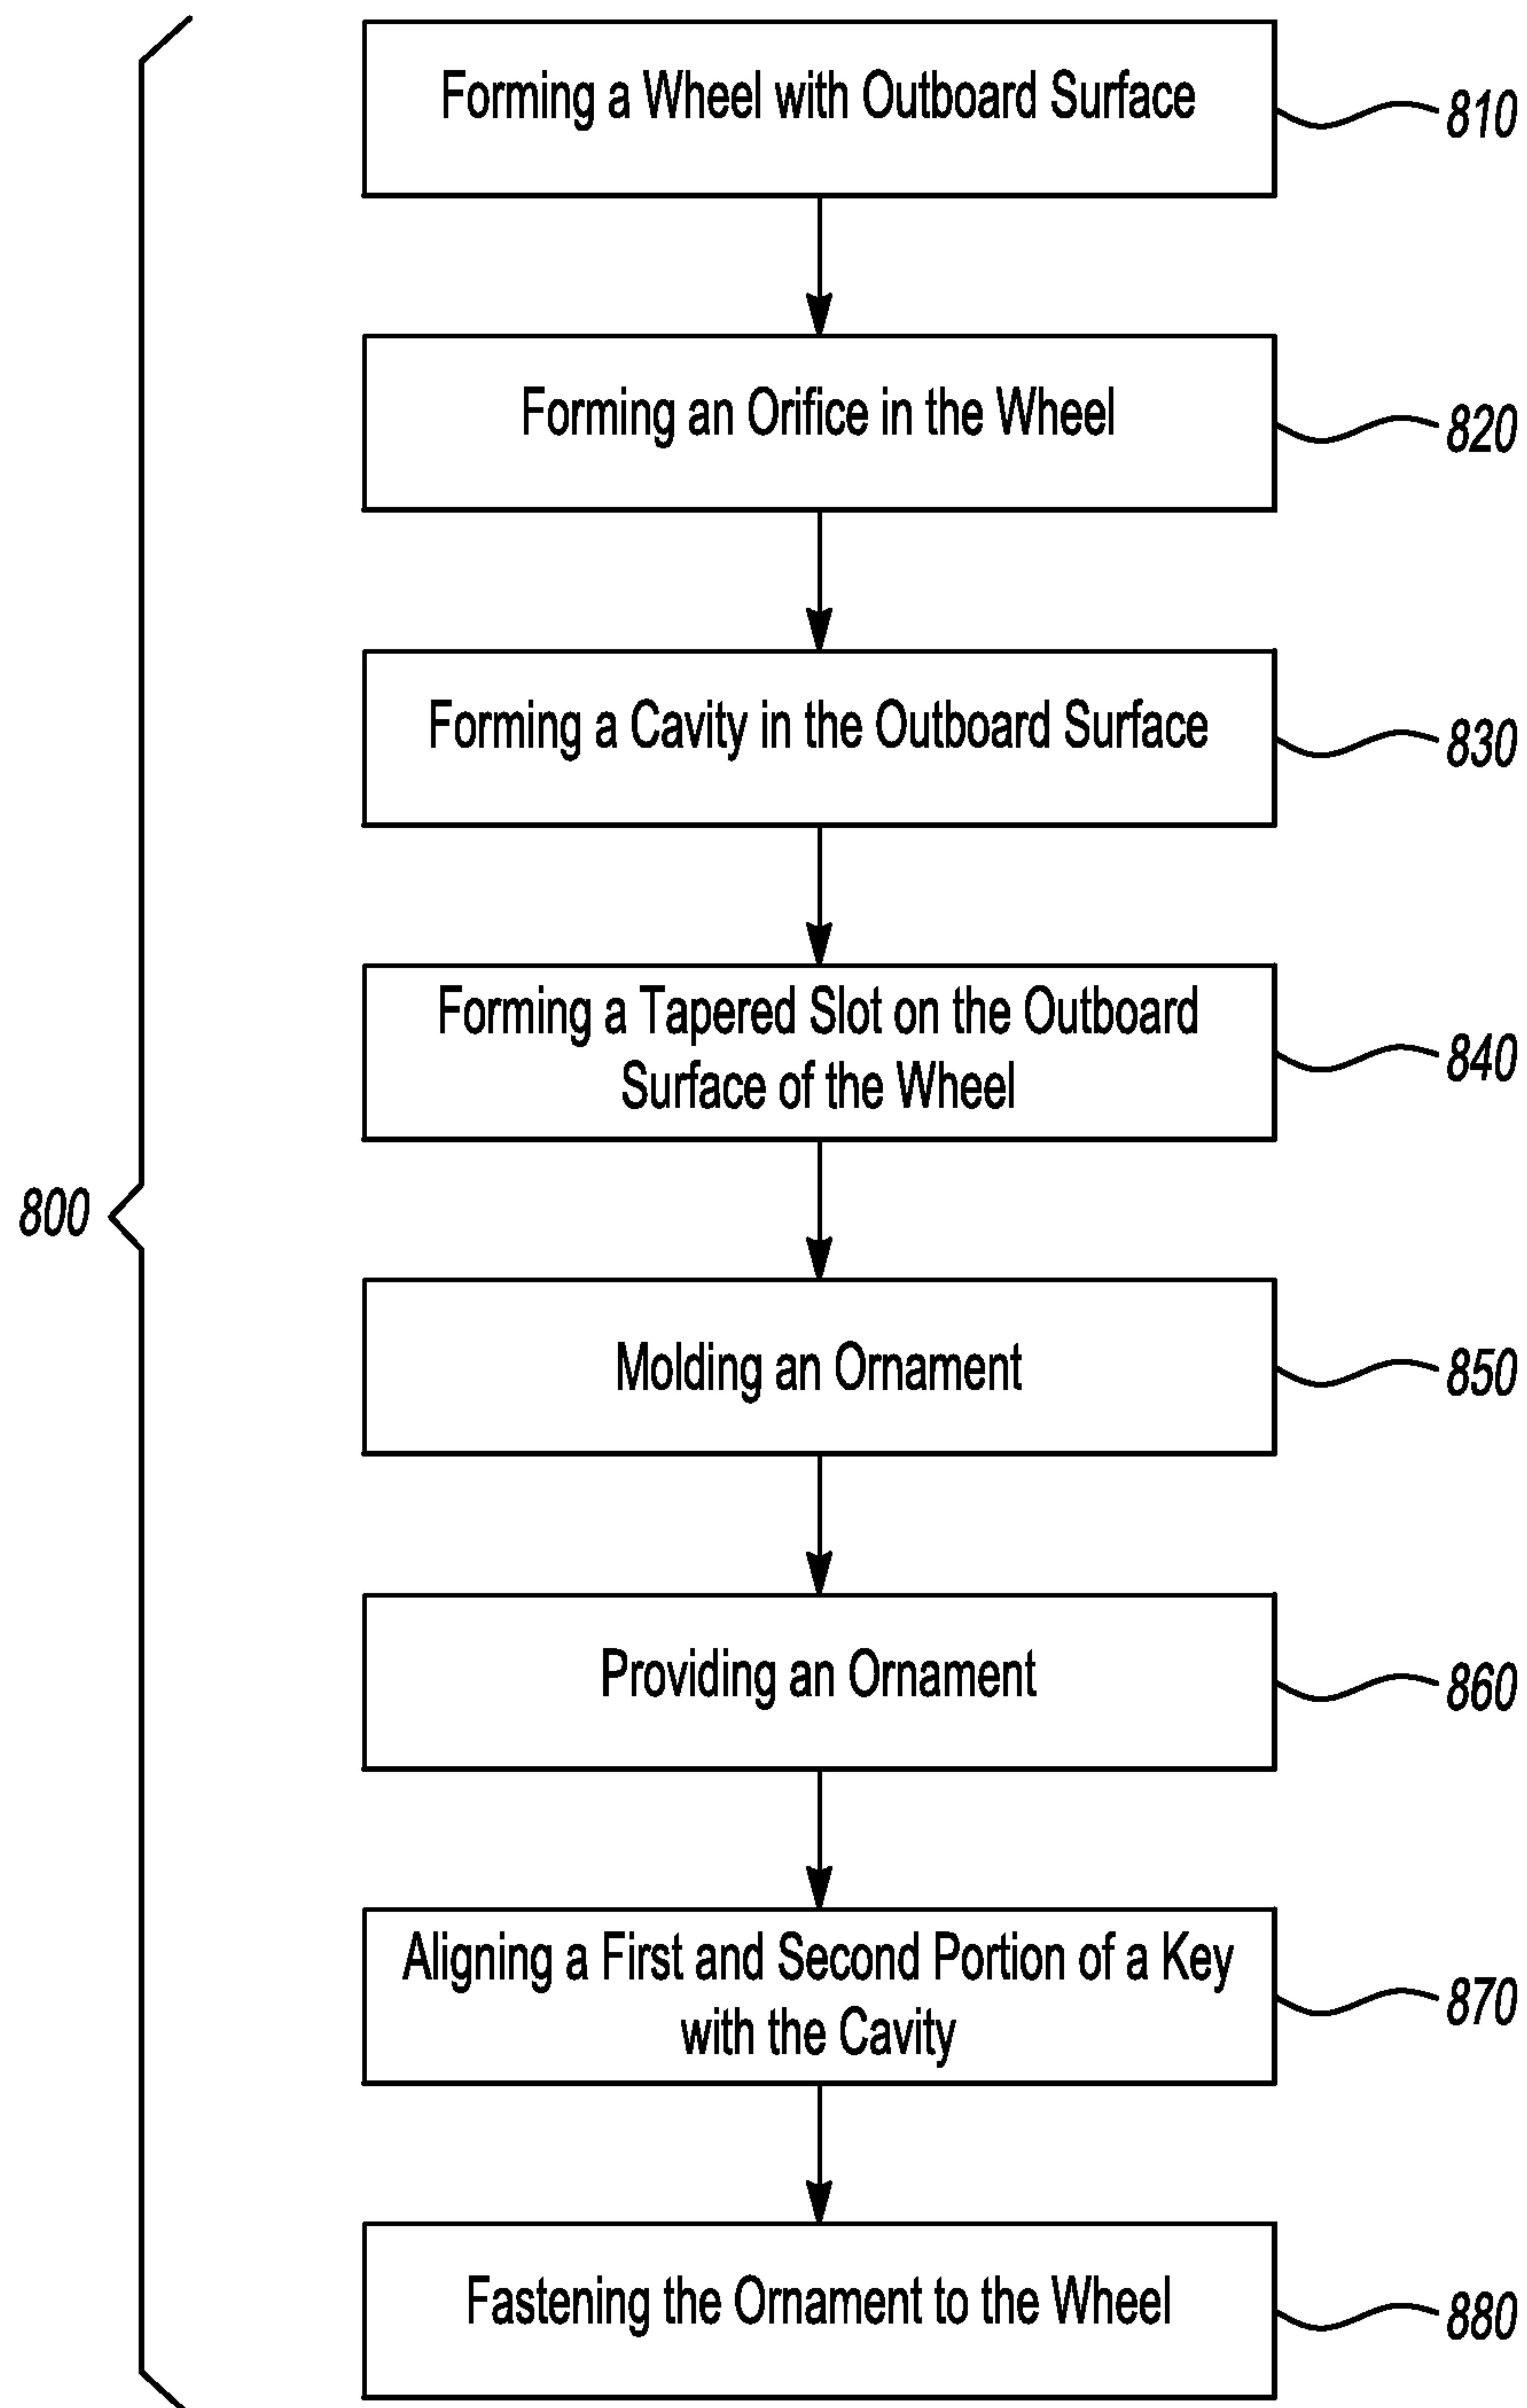 Forming a Wheel with Outboard Surface
810
Forming an Orifice in the Wheel
820
Forming a Cavity in the Outboard Surface
830
Forming a Tapered Slot on the Outboard
Surface of the Wheel
840
800
Molding an Ornament
850
Providing an Ornament
860
Aligning a First and Second Portion of a Key
with the Cavity
870
Fastening the Ornament to the Wheel
880